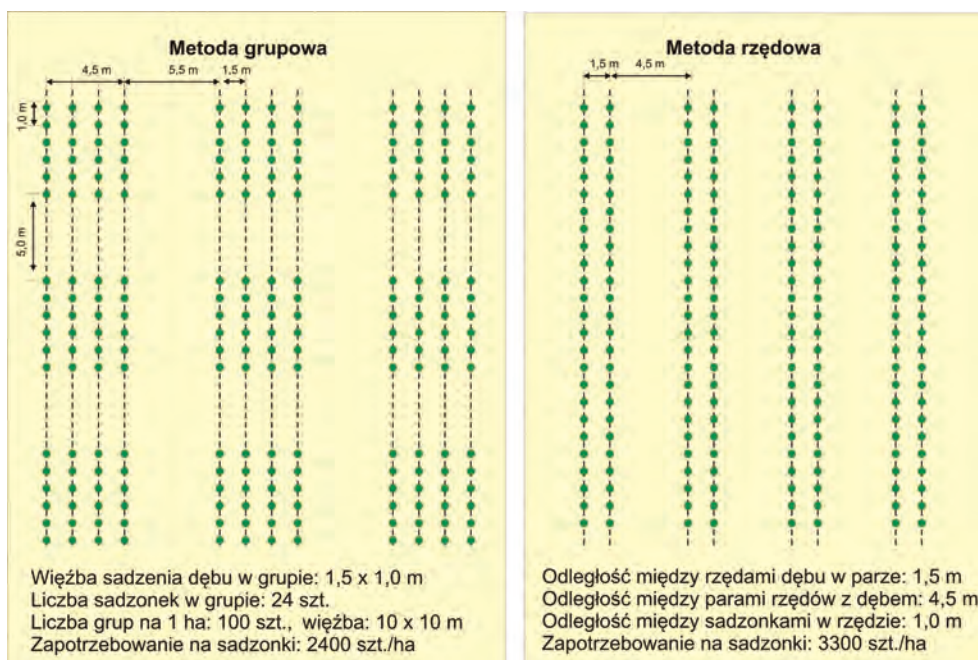 Metoda grupowa
4,5 m
5,5 m
1,5 m
1,0 m
5,0 m
Więźba sadzenia dębu w grupie: 1,5 x 1,0 m
Liczba sadzonek w grupie: 24 szt.
Liczba grup na 1 ha: 100 szt., więźba: 10 x 10 m
Zapotrzebowanie na sadzonki: 2400 szt./ha
Metoda rzędowa
1,5 m
4,5 m
Odległość między rzędami dębu w parze: 1,5 m
Odległość między parami rzędów z dębem: 4,5 m
Odległość między sadzonkami w rzędzie: 1,0 m
Zapotrzebowanie na sadzonki: 3300 szt./ha